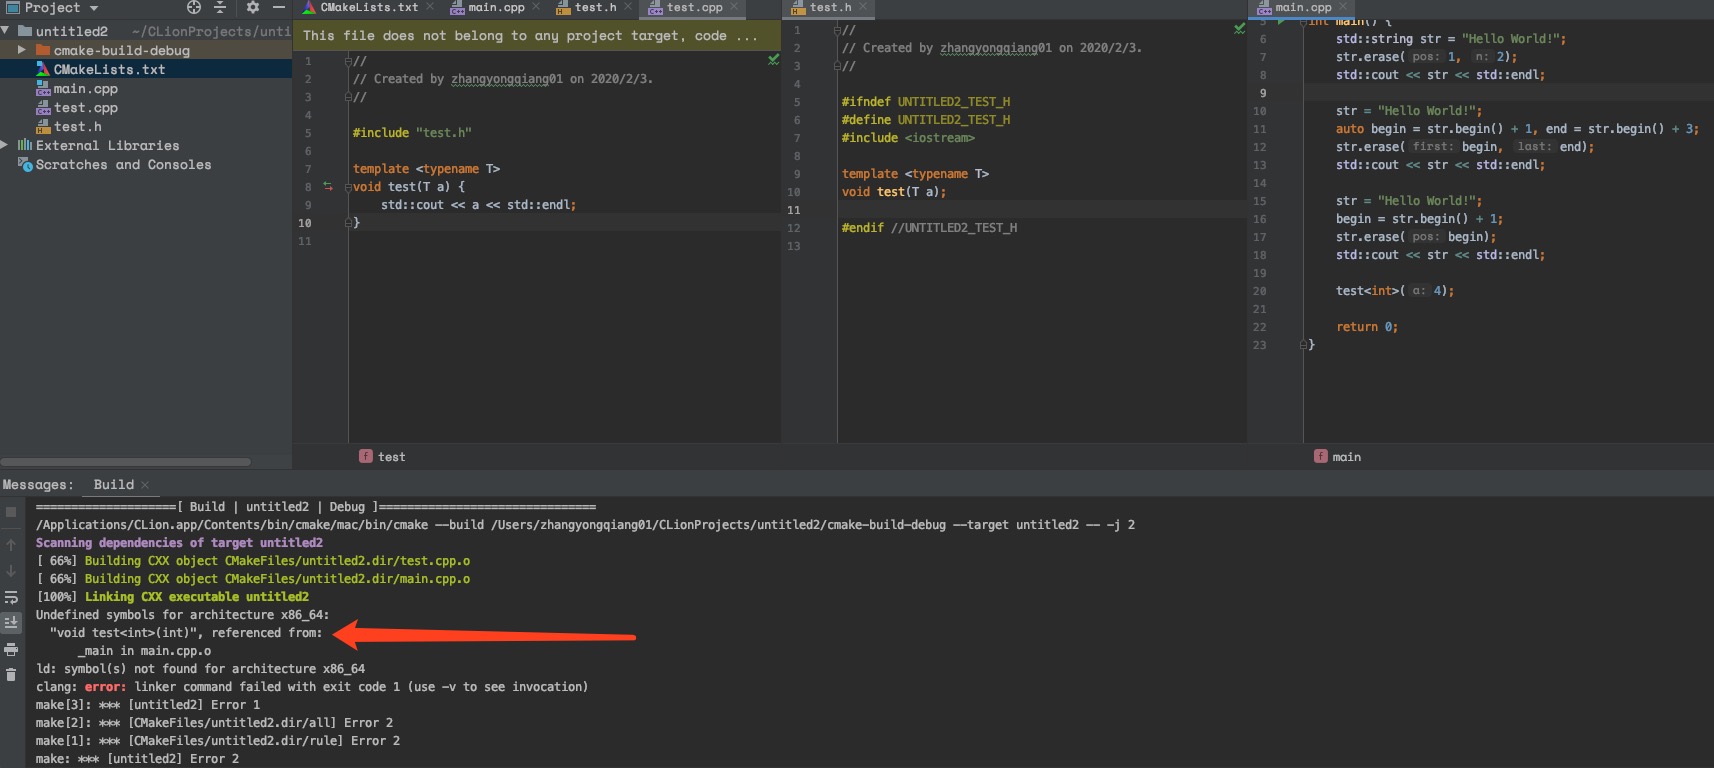 Project
untitled2 ~/CLionProjects/unti
cmake-build-debug
CMakeLists.txt
main.cpp
test.cpp
test.h
External Libraries
Scratches and Consoles
CMakeLists.txt main.cpp test.h test.cpp
This file does not belong to any project target, code ...
1 //
2 // Created by zhangyongqiang01 on 2020/2/3.
3 //
4
5 #include "test.h"
6
7 template <typename T>
8 void test(T a) {
9 std::cout << a << std::endl;
10 }
11
test
test.h
1 //
2 // Created by zhangyongqiang01 on 2020/2/3.
3 //
4
5 #ifndef UNTITLED2_TEST_H
6 #define UNTITLED2_TEST_H
7 #include <iostream>
8
9 template <typename T>
10 void test(T a);
11
12 #endif //UNTITLED2_TEST_H
13
main.cpp
5 int main() {
6 std::string str = "Hello World!";
7 str.erase( pos: 1, n: 2);
8 std::cout << str << std::endl;
9
10 str = "Hello World!";
11 auto begin = str.begin() + 1, end = str.begin() + 3;
12 str.erase( first: begin, last: end);
13 std::cout << str << std::endl;
14
15 str = "Hello World!";
16 begin = str.begin() + 1;
17 str.erase( pos: begin);
18 std::cout << str << std::endl;
19
20 test<int>( a: 4);
21
22 return 0;
23 }
main
Messages: Build
====================[ Build | untitled2 | Debug ]===============================
/Applications/CLion.app/Contents/bin/cmake/mac/bin/cmake --build /Users/zhangyongqiang01/CLionProjects/untitled2/cmake-build-debug --target untitled2 -- -j 2
Scanning dependencies of target untitled2
[ 66%] Building CXX object CMakeFiles/untitled2.dir/test.cpp.o
[ 66%] Building CXX object CMakeFiles/untitled2.dir/main.cpp.o
[100%] Linking CXX executable untitled2
Undefined symbols for architecture x86_64:
"void test<int>(int)", referenced from:
_main in main.cpp.o
ld: symbol(s) not found for architecture x86_64
clang: error: linker command failed with exit code 1 (use -v to see invocation)
make[3]: *** [untitled2] Error 1
make[2]: *** [CMakeFiles/untitled2.dir/all] Error 2
make[1]: *** [CMakeFiles/untitled2.dir/rule] Error 2
make: *** [untitled2] Error 2